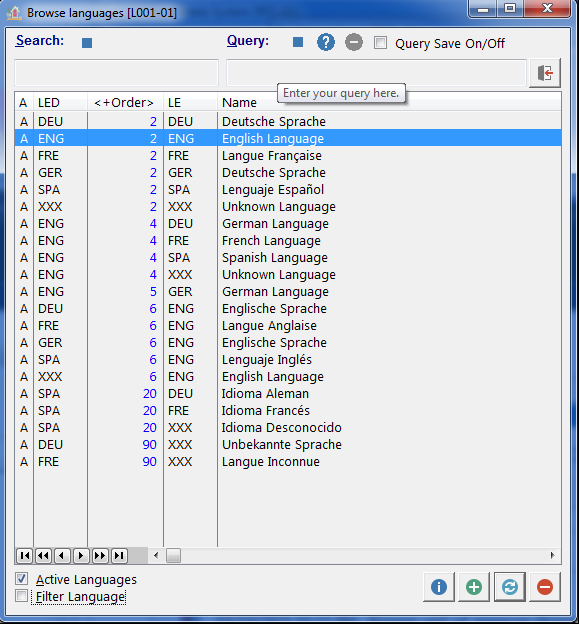 Browse languages [L001-01]
Search: Query: Query Save On/Off
Enter your query here.
A LED <+Order> LE Name
A DEU 2 DEU Deutsche Sprache
A ENG 2 ENG English Language
A FRE 2 FRE Langue Française
A GER 2 GER Deutsche Sprache
A SPA 2 SPA Lenguaje Español
A XXX 2 XXX Unknown Language
A ENG 4 DEU German Language
A ENG 4 FRE French Language
A ENG 4 SPA Spanish Language
A ENG 4 XXX Unknown Language
A ENG 5 GER German Language
A DEU 6 ENG Englische Sprache
A FRE 6 ENG Langue Anglaise
A GER 6 ENG Englische Sprache
A SPA 6 ENG Lenguaje Inglés
A XXX 6 ENG English Language
A SPA 20 DEU Idioma Aleman
A SPA 20 FRE Idioma Francés
A SPA 20 XXX Idioma Desconocido
A DEU 90 XXX Unbekannte Sprache
A FRE 90 XXX Langue Inconnue
Active Languages
Filter Language